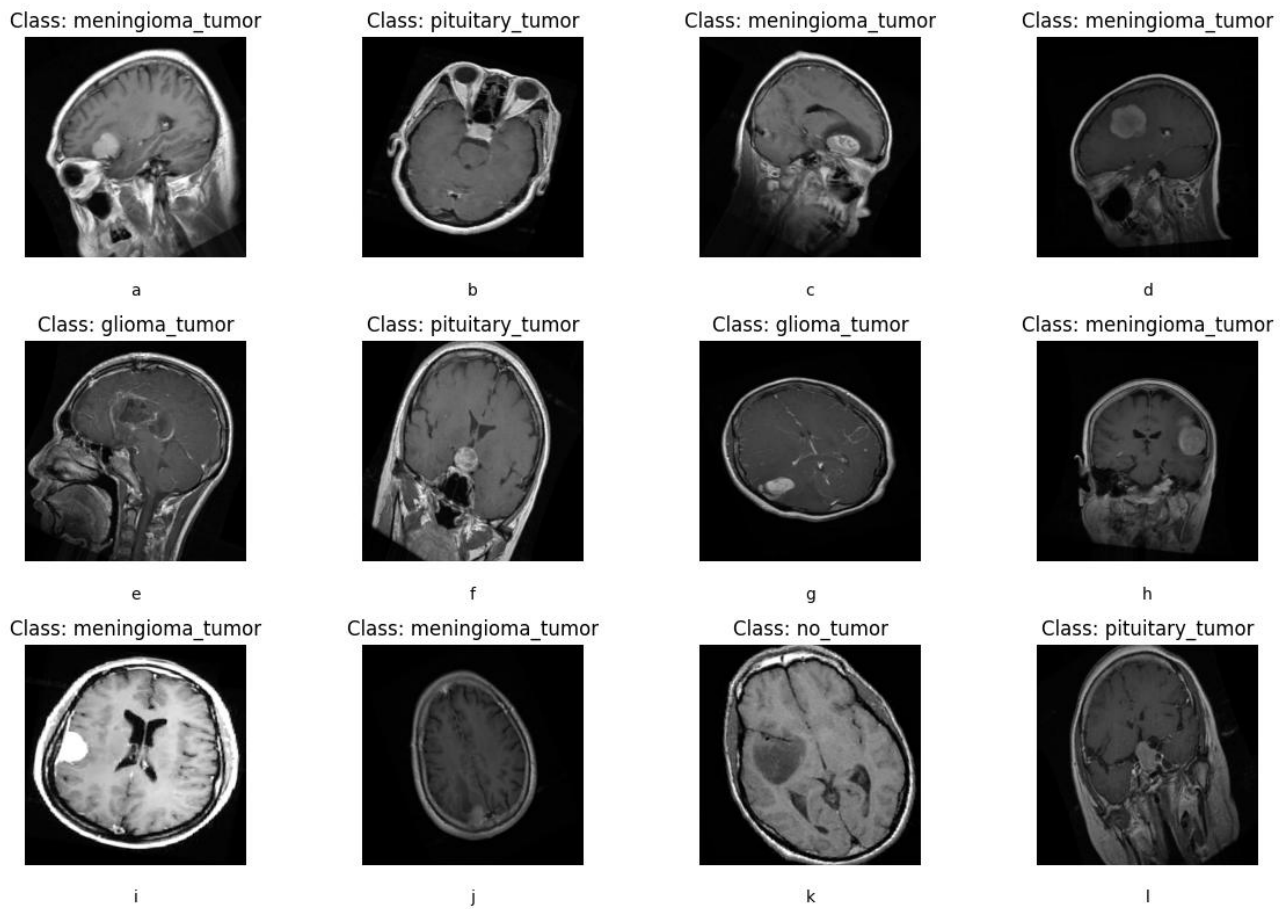 Class: meningioma_tumor
Class: pituitary_tumor
Class: meningioma_tumor
Class: meningioma_tumor
a
b
c
d
Class: glioma_tumor
Class: pituitary_tumor
Class: glioma_tumor
Class: meningioma_tumor
e
f
g
h
Class: meningioma_tumor
Class: meningioma_tumor
Class: no_tumor
Class: pituitary_tumor
i
j
k
l